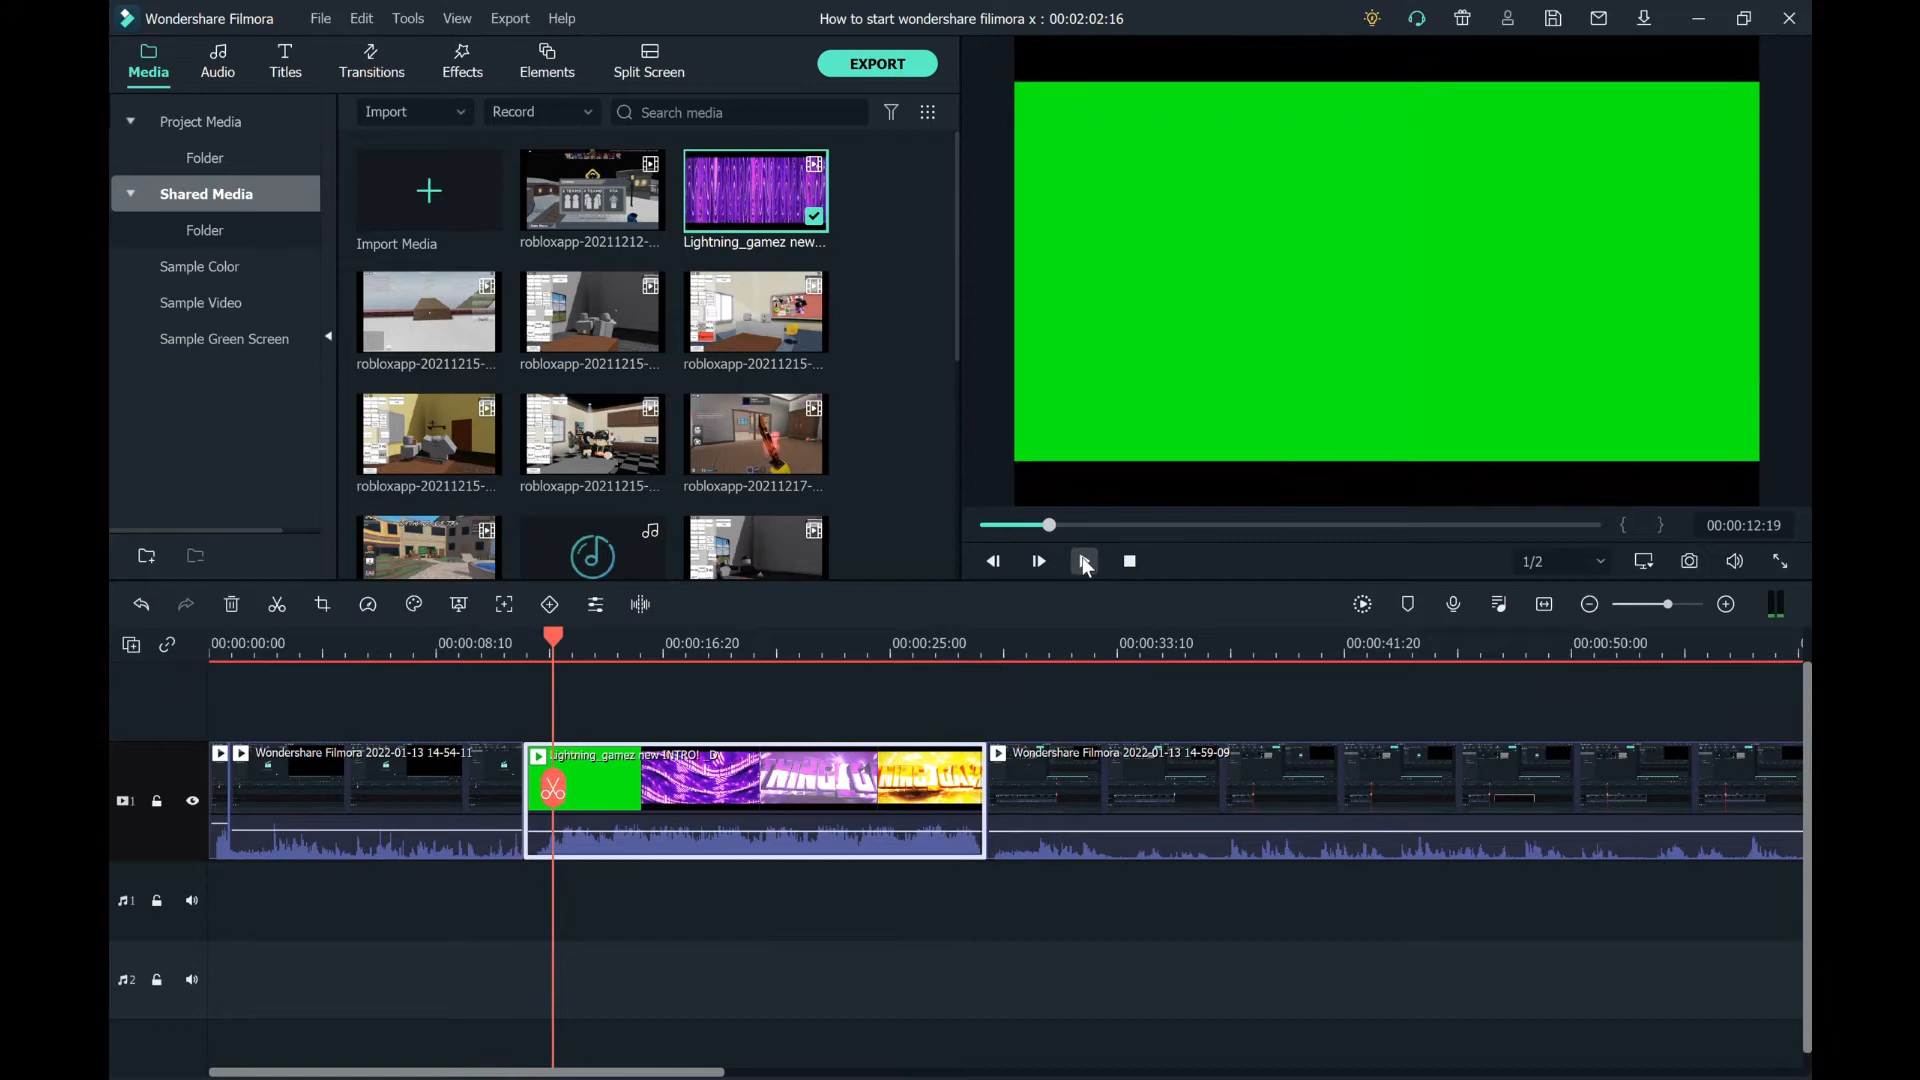 Wondershare Filmora File Edit Tools View Export Help How to start wondershare filimora x : 00:02:02:16
Media Audio Titles Transitions Effects Elements Split Screen EXPORT
Project Media
Folder
Shared Media
Folder
Sample Color
Sample Video
Sample Green Screen
Import Record Search media
Import Media robloxapp-20211212-... Lightning_gamez new...
robloxapp-20211215-... robloxapp-20211215-... robloxapp-20211215-...
robloxapp-20211215-... robloxapp-20211215-... robloxapp-20211217-...
{ } 00:00:12:19
1/2
00:00:00:00 00:00:08:10 00:00:16:20 00:00:25:00 00:00:33:10 00:00:41:20 00:00:50:00
Wondershare Filmora 2022-01-13 14-54-11 Lightning_gamez new INTRO! _D Wondershare Filmora 2022-01-13 14-59-09
1
1
2